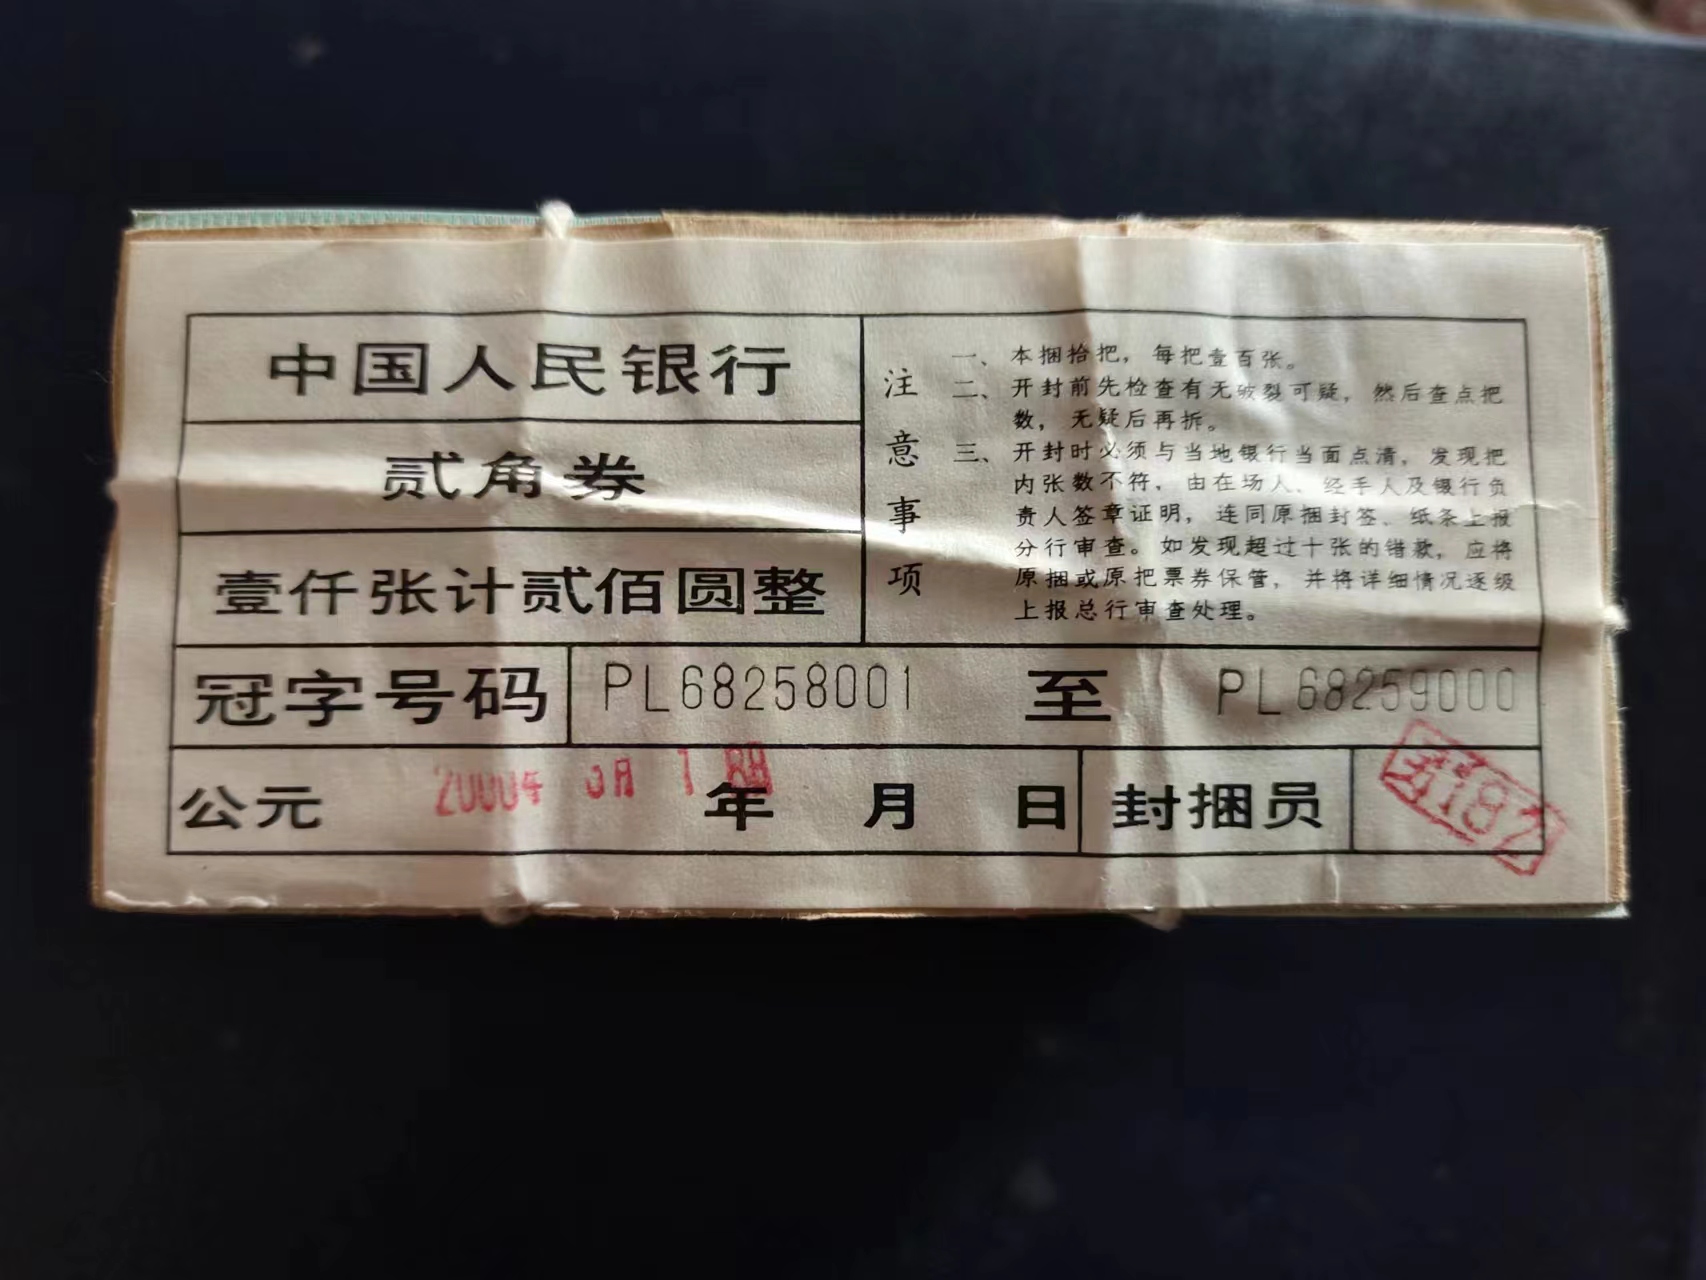 中国人民银行
贰角券
壹仟张计贰佰圆整
注意事项
一、本捆拾把，每把壹百张。
二、开封前先检查有无破裂可疑，然后查点把
数，无疑后再拆。
三、开封时必须与当地银行当面点清，发现把
内张数不符，由在场人、经手人及银行负
责人签章证明，连同原捆封签、纸条上报
分行审查。如发现超过十张的错款，应将
原捆或原把票券保管，并将详细情况逐级
上报总行审查处理。
冠字号码 PL68258001 至 PL68259000
公元 年 月 日 封捆员
2000年